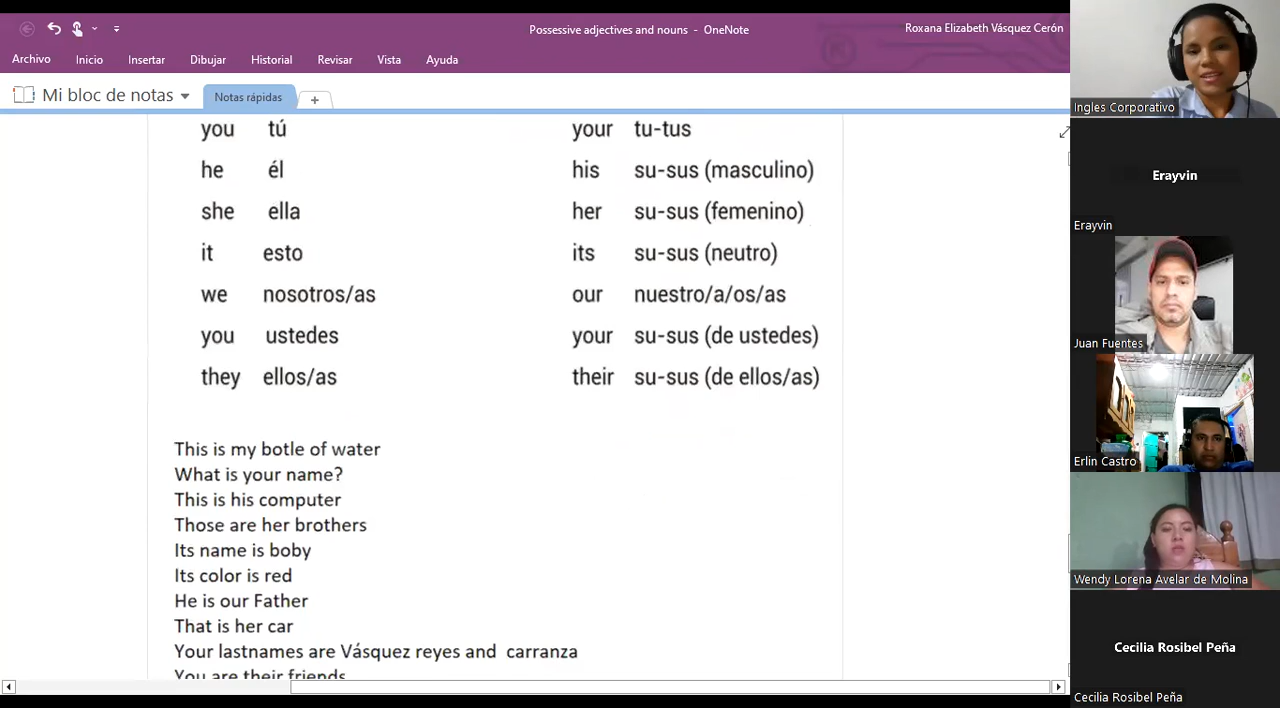 Possessive adjectives and nouns - OneNote
Roxana Elizabeth Vásquez Cerón
Archivo Inicio Insertar Dibujar Historial Revisar Vista Ayuda
Mi bloc de notas Notas rápidas
you tú your tu-tus
he él his su-sus (masculino)
she ella her su-sus (femenino)
it esto its su-sus (neutro)
we nosotros/as our nuestro/a/os/as
you ustedes your su-sus (de ustedes)
they ellos/as their su-sus (de ellos/as)
This is my botle of water
What is your name?
This is his computer
Those are her brothers
Its name is boby
Its color is red
He is our Father
That is her car
Your lastnames are Vásquez reyes and carranza
You are their friends
Ingles Corporativo
Erayvin
Erayvin
Juan Fuentes
Erlin Castro
Wendy Lorena Avelar de Molina
Cecilia Rosibel Peña
Cecilia Rosibel Peña